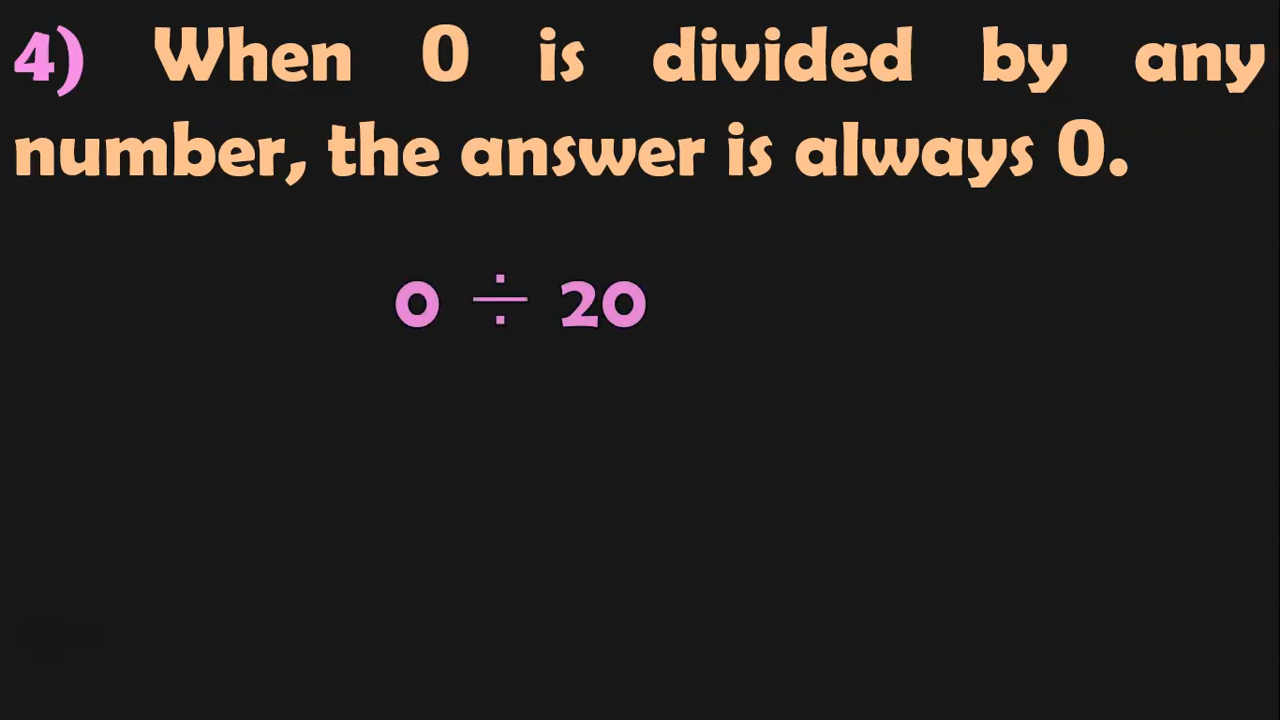 4) When 0 is divided by any
number, the answer is always 0.
0 ÷ 20